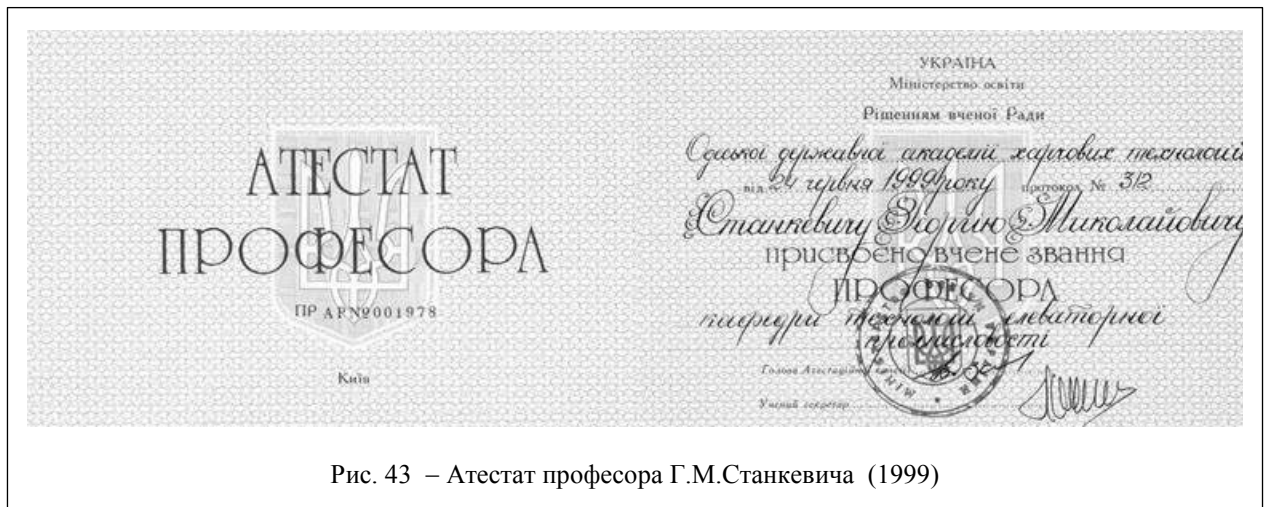 АТЕСТАТ
ПРОФЕСОРА
ПР АР №001978
Київ
УКРАЇНА
Міністерство освіти
Рішенням вченої Ради
Одеської державної академії харчових технологій
від 24 червня 1999 року протокол № 3/2
Станкевичу Георгію Миколайовичу
присвоєно вчене звання
ПРОФЕСОРА
кафедри технології елеваторної
промисловості
Голова Атестаційної
Учений секретар
Рис. 43 – Атестат професора Г.М.Станкевича (1999)